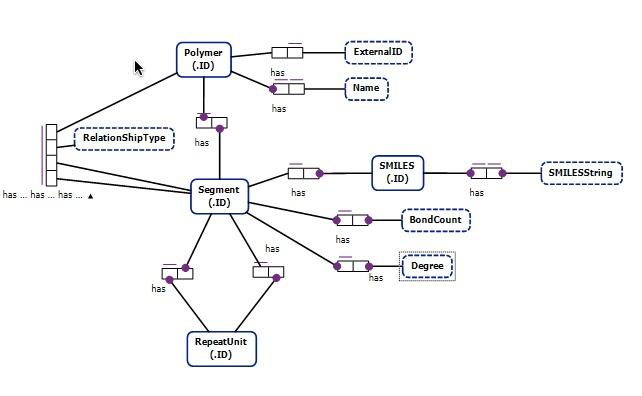 Polymer
(.ID)
ExternalID
has
Name
has
RelationShipType
has
has ... has ... has ... ▲
Segment
(.ID)
SMILES
(.ID)
SMILESString
has
has
BondCount
has
has
Degree
has
has
RepeatUnit
(.ID)